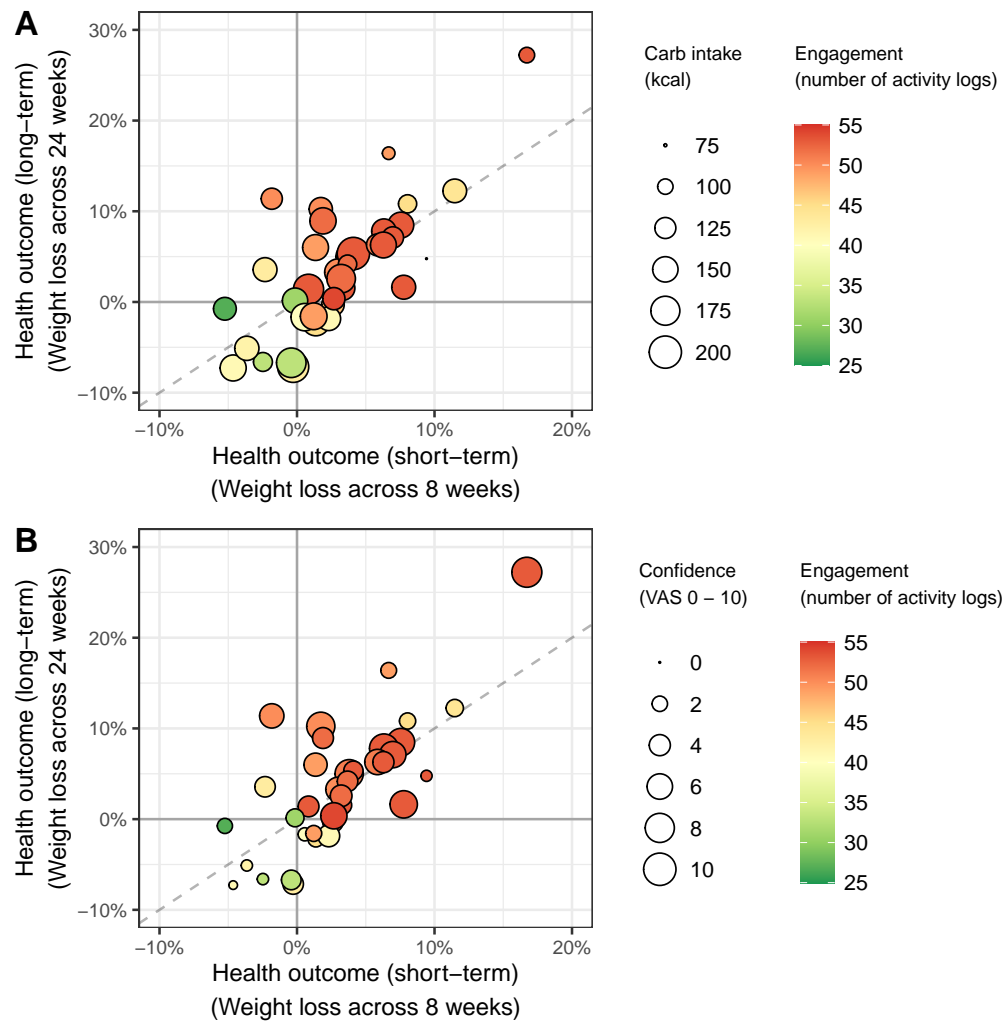 A
Health outcome (long−term)
(Weight loss across 24 weeks)
30%
20%
10%
0%
−10%
−10%
0%
10%
20%
Health outcome (short−term)
(Weight loss across 8 weeks)
Carb intake
(kcal)
75
100
125
150
175
200
Engagement
(number of activity logs)
55
50
45
40
35
30
25
B
Health outcome (long−term)
(Weight loss across 24 weeks)
30%
20%
10%
0%
−10%
−10%
0%
10%
20%
Health outcome (short−term)
(Weight loss across 8 weeks)
Confidence
(VAS 0 − 10)
0
2
4
6
8
10
Engagement
(number of activity logs)
55
50
45
40
35
30
25